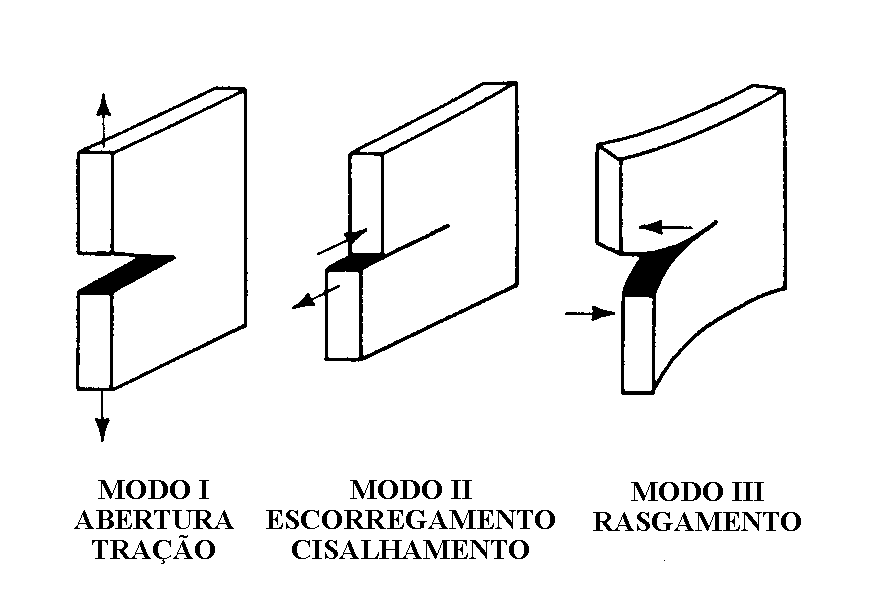 MODO I
ABERTURA
TRAÇÃO
MODO II
ESCORREGAMENTO
CISALHAMENTO
MODO III
RASGAMENTO